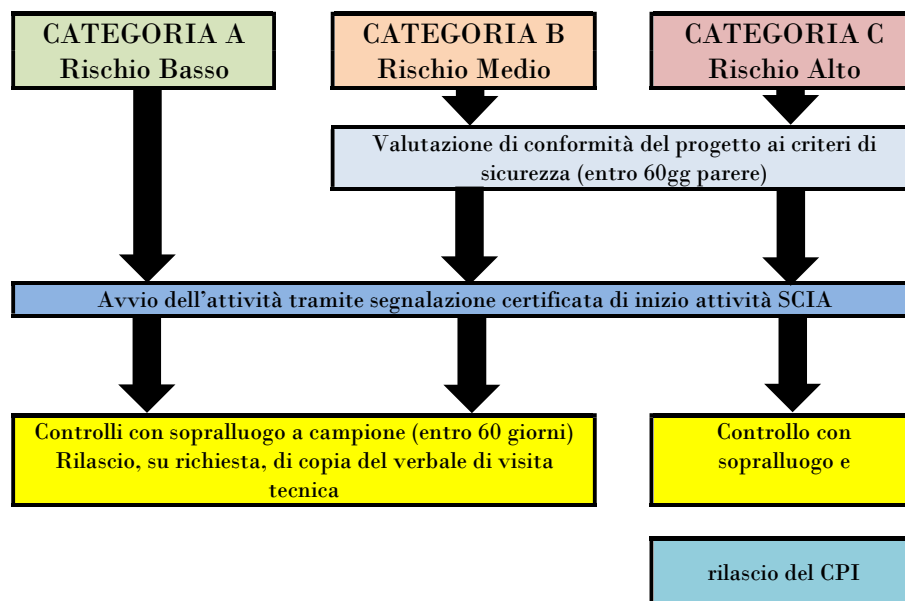 CATEGORIA A
Rischio Basso
CATEGORIA B
Rischio Medio
CATEGORIA C
Rischio Alto
Valutazione di conformità del progetto ai criteri di
sicurezza (entro 60gg parere)
Avvio dell'attività tramite segnalazione certificata di inizio attività SCIA
Controlli con sopralluogo a campione (entro 60 giorni)
Rilascio, su richiesta, di copia del verbale di visita
tecnica
Controllo con
sopralluogo e
rilascio del CPI